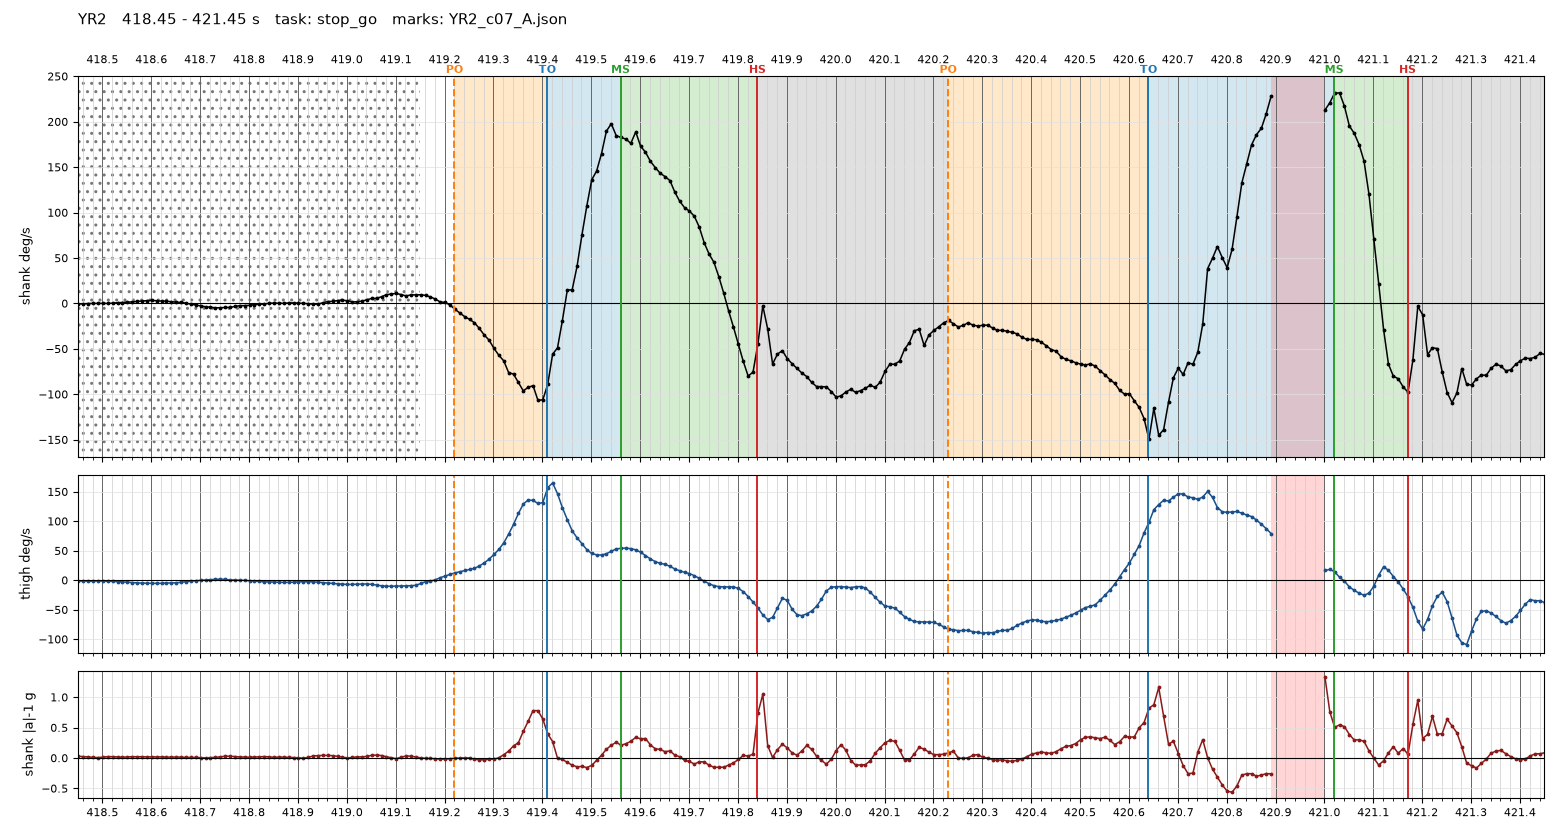 YR2   418.45 - 421.45 s   task: stop_go   marks: YR2_c07_A.json
418.5 418.6 418.7 418.8 418.9 419.0 419.1 419.2 419.3 419.4 419.5 419.6 419.7 419.8 419.9 420.0 420.1 420.2 420.3 420.4 420.5 420.6 420.7 420.8 420.9 421.0 421.1 421.2 421.3 421.4
PO TO MS HS PO TO MS HS
250
200
150
100
50
0
−50
−100
−150
shank deg/s
150
100
50
0
−50
−100
thigh deg/s
1.0
0.5
0.0
−0.5
shank |a|-1 g
418.5 418.6 418.7 418.8 418.9 419.0 419.1 419.2 419.3 419.4 419.5 419.6 419.7 419.8 419.9 420.0 420.1 420.2 420.3 420.4 420.5 420.6 420.7 420.8 420.9 421.0 421.1 421.2 421.3 421.4